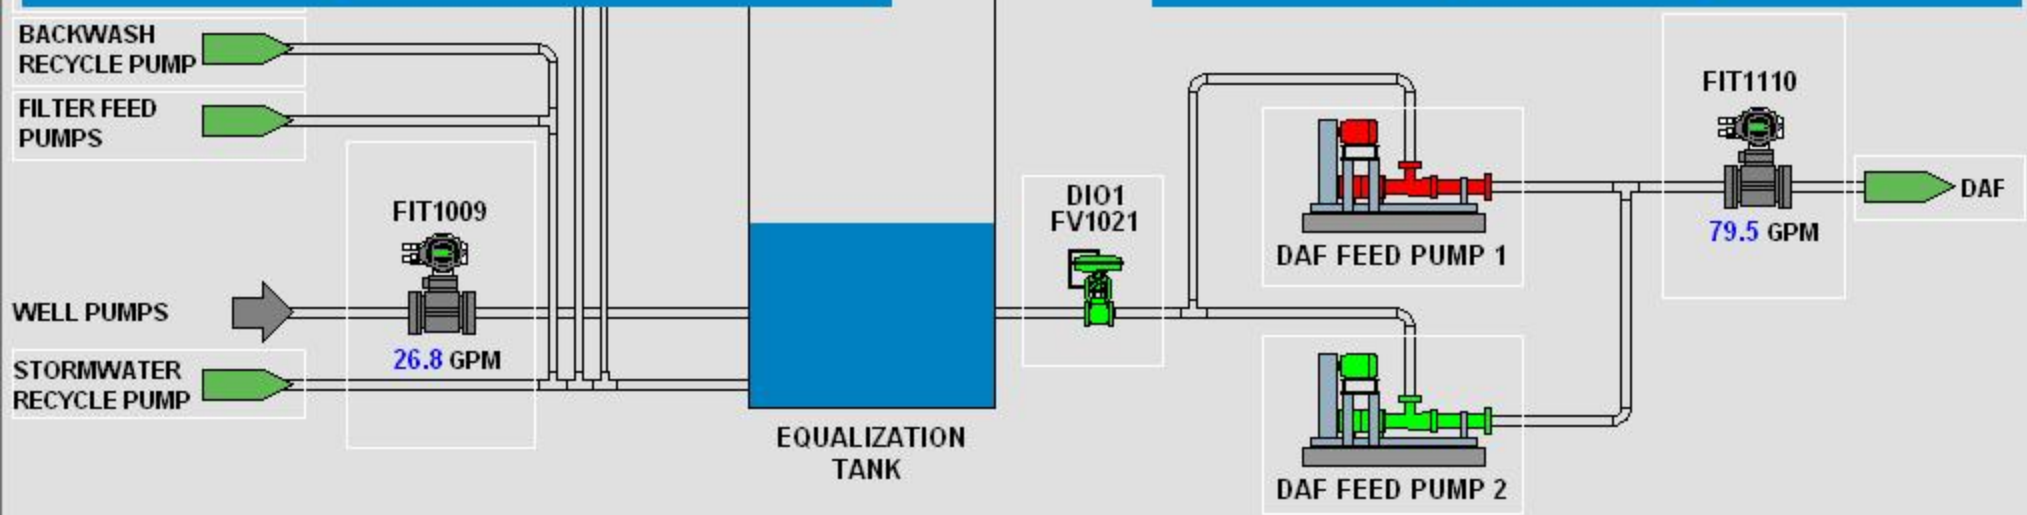 BACKWASH
RECYCLE PUMP
FILTER FEED
PUMPS
FIT1009
WELL PUMPS
26.8 GPM
STORMWATER
RECYCLE PUMP
EQUALIZATION
TANK
DIO1
FV1021
DAF FEED PUMP 1
DAF FEED PUMP 2
FIT1110
79.5 GPM
DAF